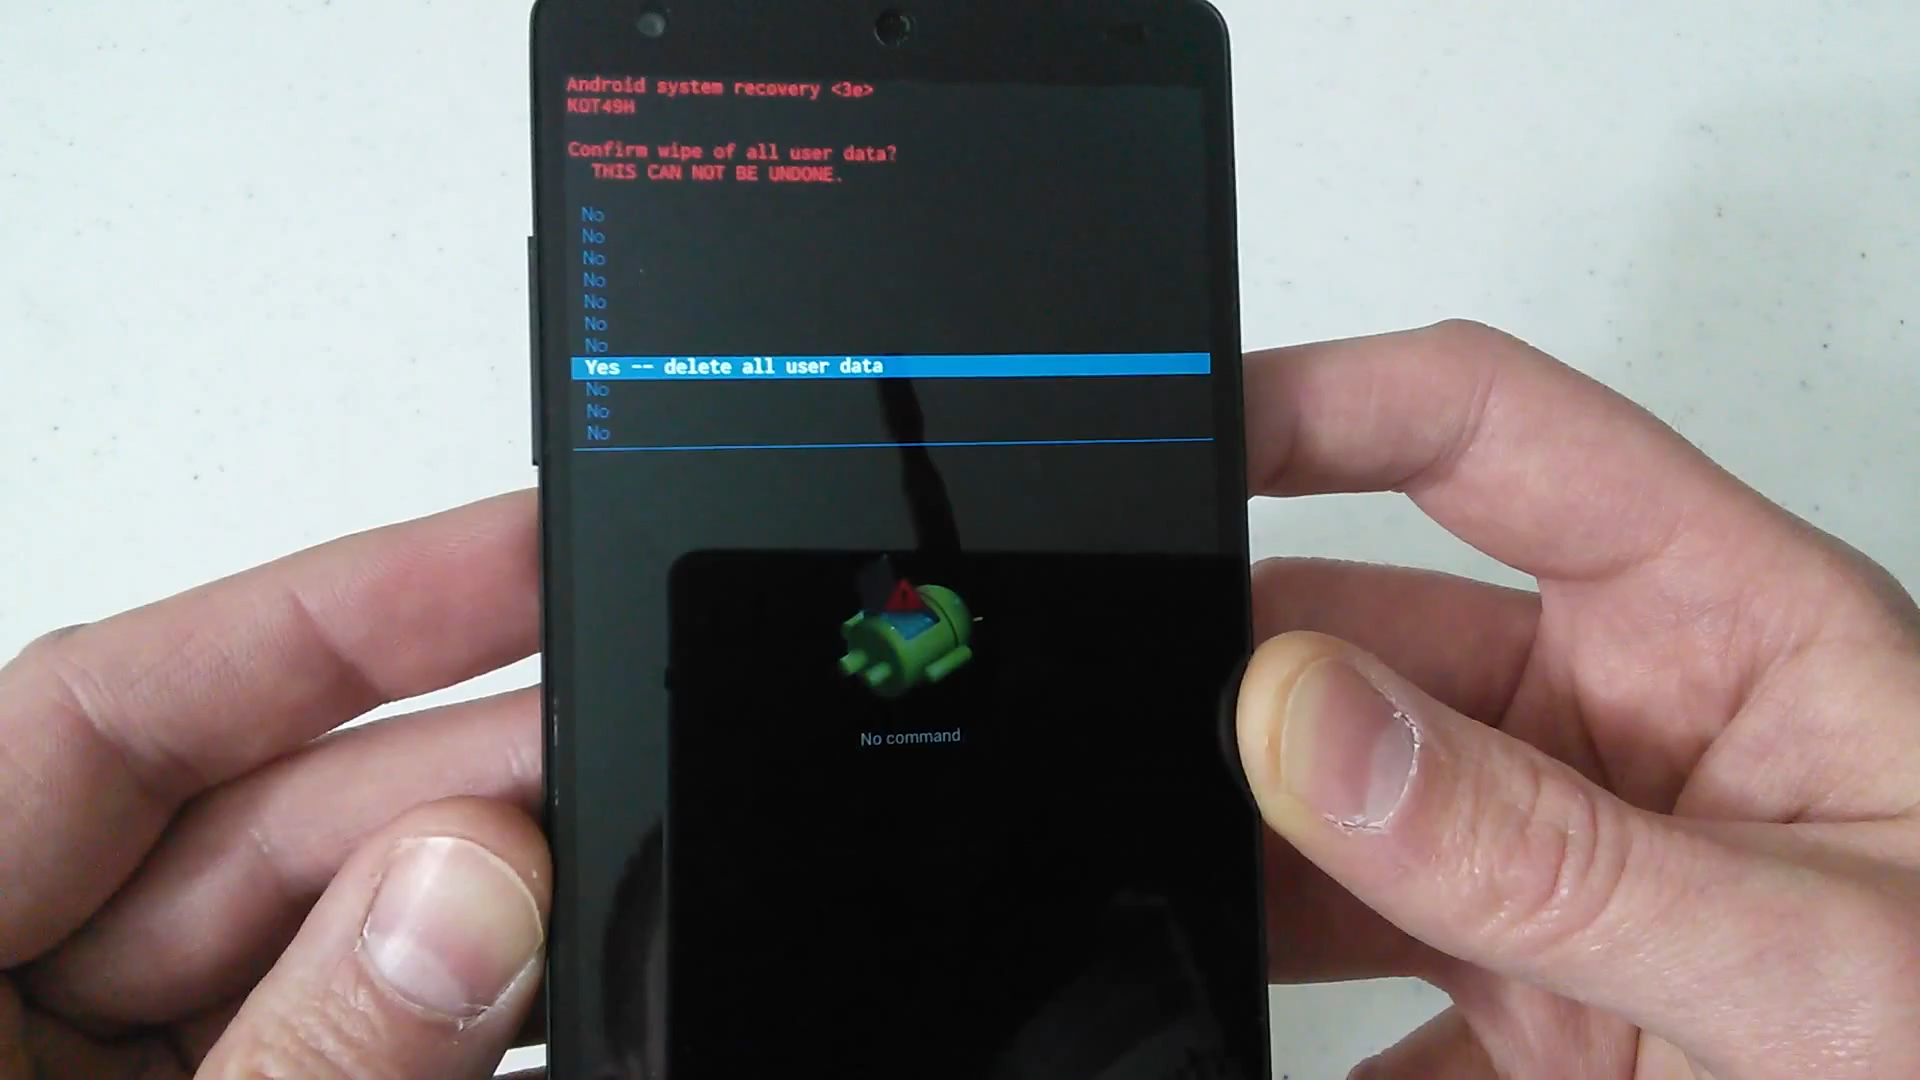 Android system recovery <3e>
KOT49H
Confirm wipe of all user data?
THIS CAN NOT BE UNDONE.
No
No
No
No
No
No
No
Yes -- delete all user data
No
No
No
No command